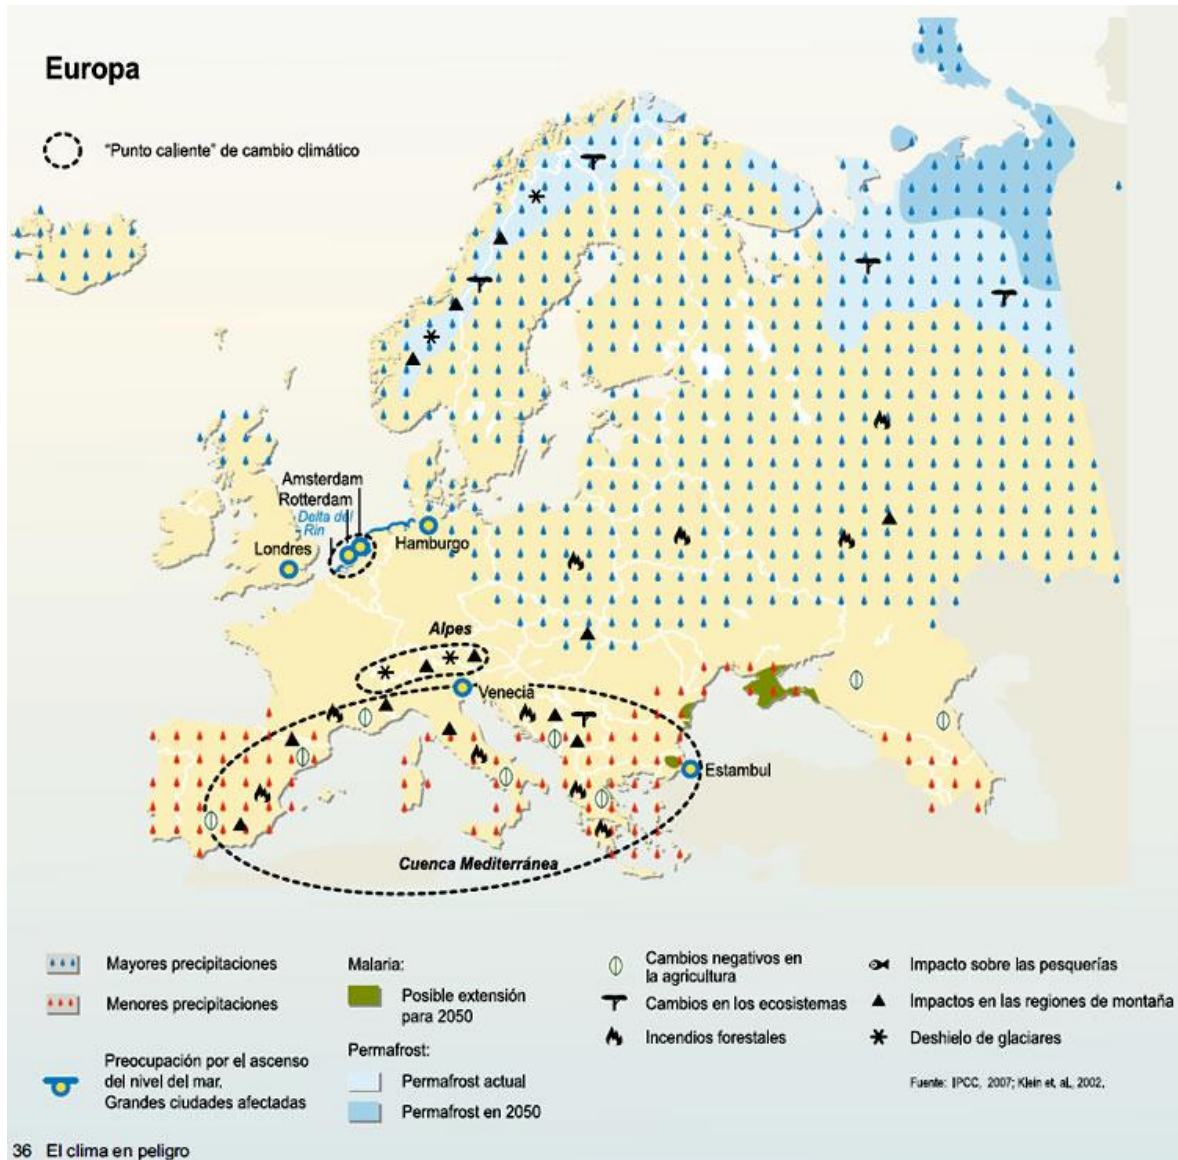 Europa
"Punto caliente" de cambio climático
Amsterdam
Rotterdam
Delta del
Rin
Londres
Hamburgo
Alpes
Venecia
Estambul
Cuenca Mediterránea
Mayores precipitaciones
Menores precipitaciones
Preocupación por el ascenso
del nivel del mar.
Grandes ciudades afectadas
Malaria:
Posible extensión
para 2050
Permafrost:
Permafrost actual
Permafrost en 2050
Cambios negativos en
la agricultura
Cambios en los ecosistemas
Incendios forestales
Impacto sobre las pesquerías
Impactos en las regiones de montaña
Deshielo de glaciares
Fuente: IPCC, 2007; Klein et. al., 2002.
36 El clima en peligro